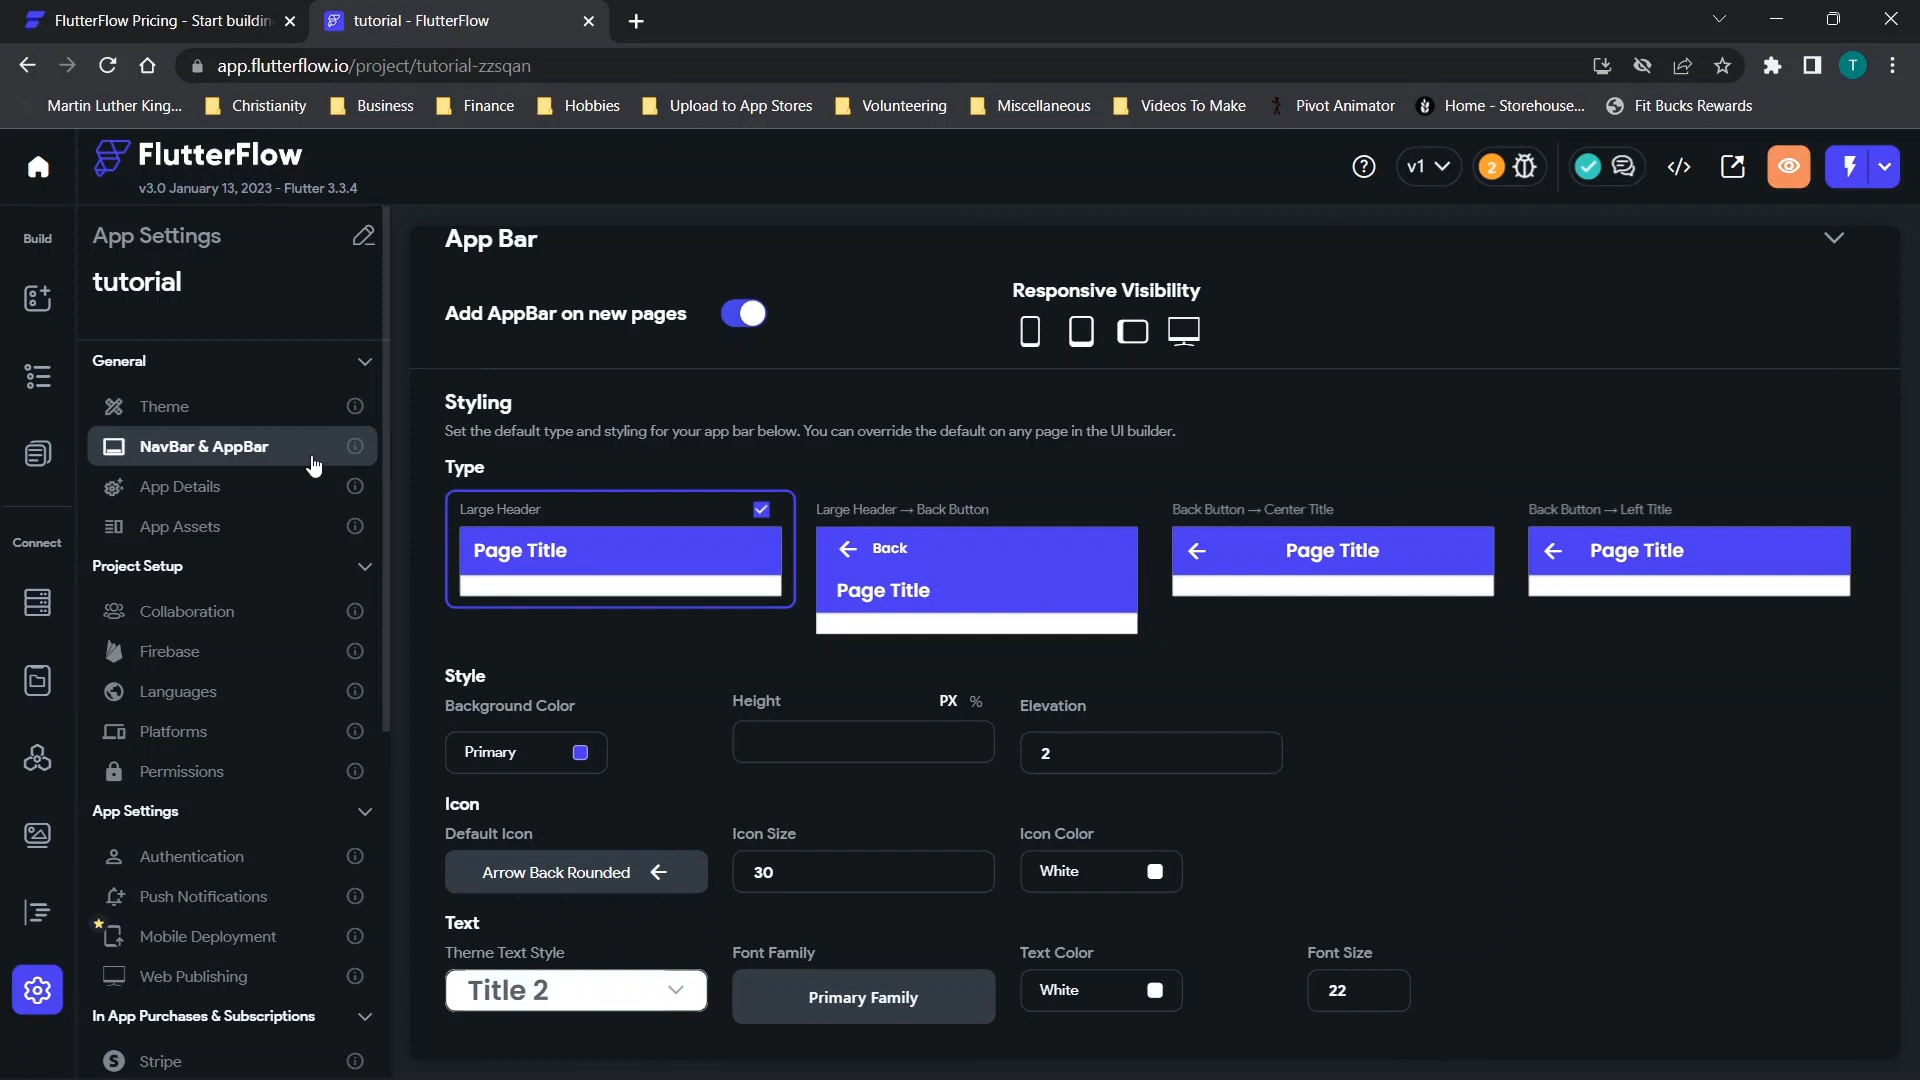 FlutterFlow Pricing - Start buildin
tutorial - FlutterFlow
app.flutterflow.io/project/tutorial-zzsqan
T
Martin Luther King...
Christianity
Business
Finance
Hobbies
Upload to App Stores
Volunteering
Miscellaneous
Videos To Make
Pivot Animator
Home - Storehouse...
Fit Bucks Rewards
FlutterFlow
v3.0 January 13, 2023 - Flutter 3.3.4
v1
2
Build
Connect
App Settings
tutorial
General
Theme
NavBar & AppBar
App Details
App Assets
Project Setup
Collaboration
Firebase
Languages
Platforms
Permissions
App Settings
Authentication
Push Notifications
Mobile Deployment
Web Publishing
In App Purchases & Subscriptions
Stripe
App Bar
Add AppBar on new pages
Responsive Visibility
Styling
Set the default type and styling for your app bar below. You can override the default on any page in the UI builder.
Type
Large Header
Page Title
Large Header → Back Button
Back
Page Title
Back Button → Center Title
Page Title
Back Button → Left Title
Page Title
Style
Background Color
Primary
Height
PX %
Elevation
2
Icon
Default Icon
Arrow Back Rounded
Icon Size
30
Icon Color
White
Text
Theme Text Style
Title 2
Font Family
Primary Family
Text Color
White
Font Size
22